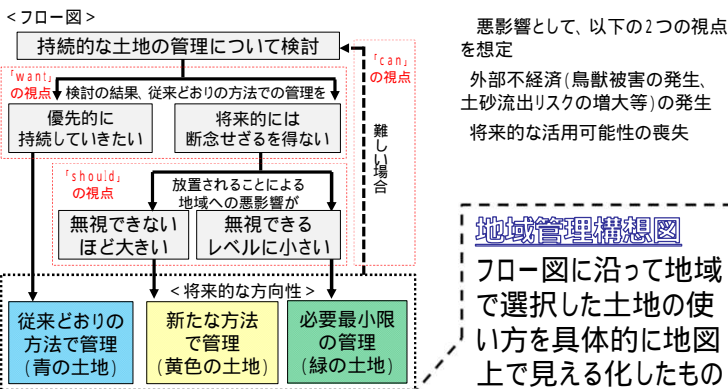 <フロー図>
持続的な土地の管理について検討
「can」
の視点
「want」
の視点
検討の結果、従来どおりの方法での管理を
優先的に
持続していきたい
将来的には
断念せざるを得ない
難しい場合
「should」
の視点
放置されることによる
地域への悪影響が
無視できない
ほど大きい
無視できる
レベルに小さい
<将来的な方向性>
従来どおりの
方法で管理
(青の土地)
新たな方法
で管理
(黄色の土地)
必要最小限
の管理
(緑の土地)
悪影響として、以下の2つの視点
を想定
外部不経済(鳥獣被害の発生、
土砂流出リスクの増大等)の発生
将来的な活用可能性の喪失
地域管理構想図
フロー図に沿って地域
で選択した土地の使
い方を具体的に地図
上で見える化したもの